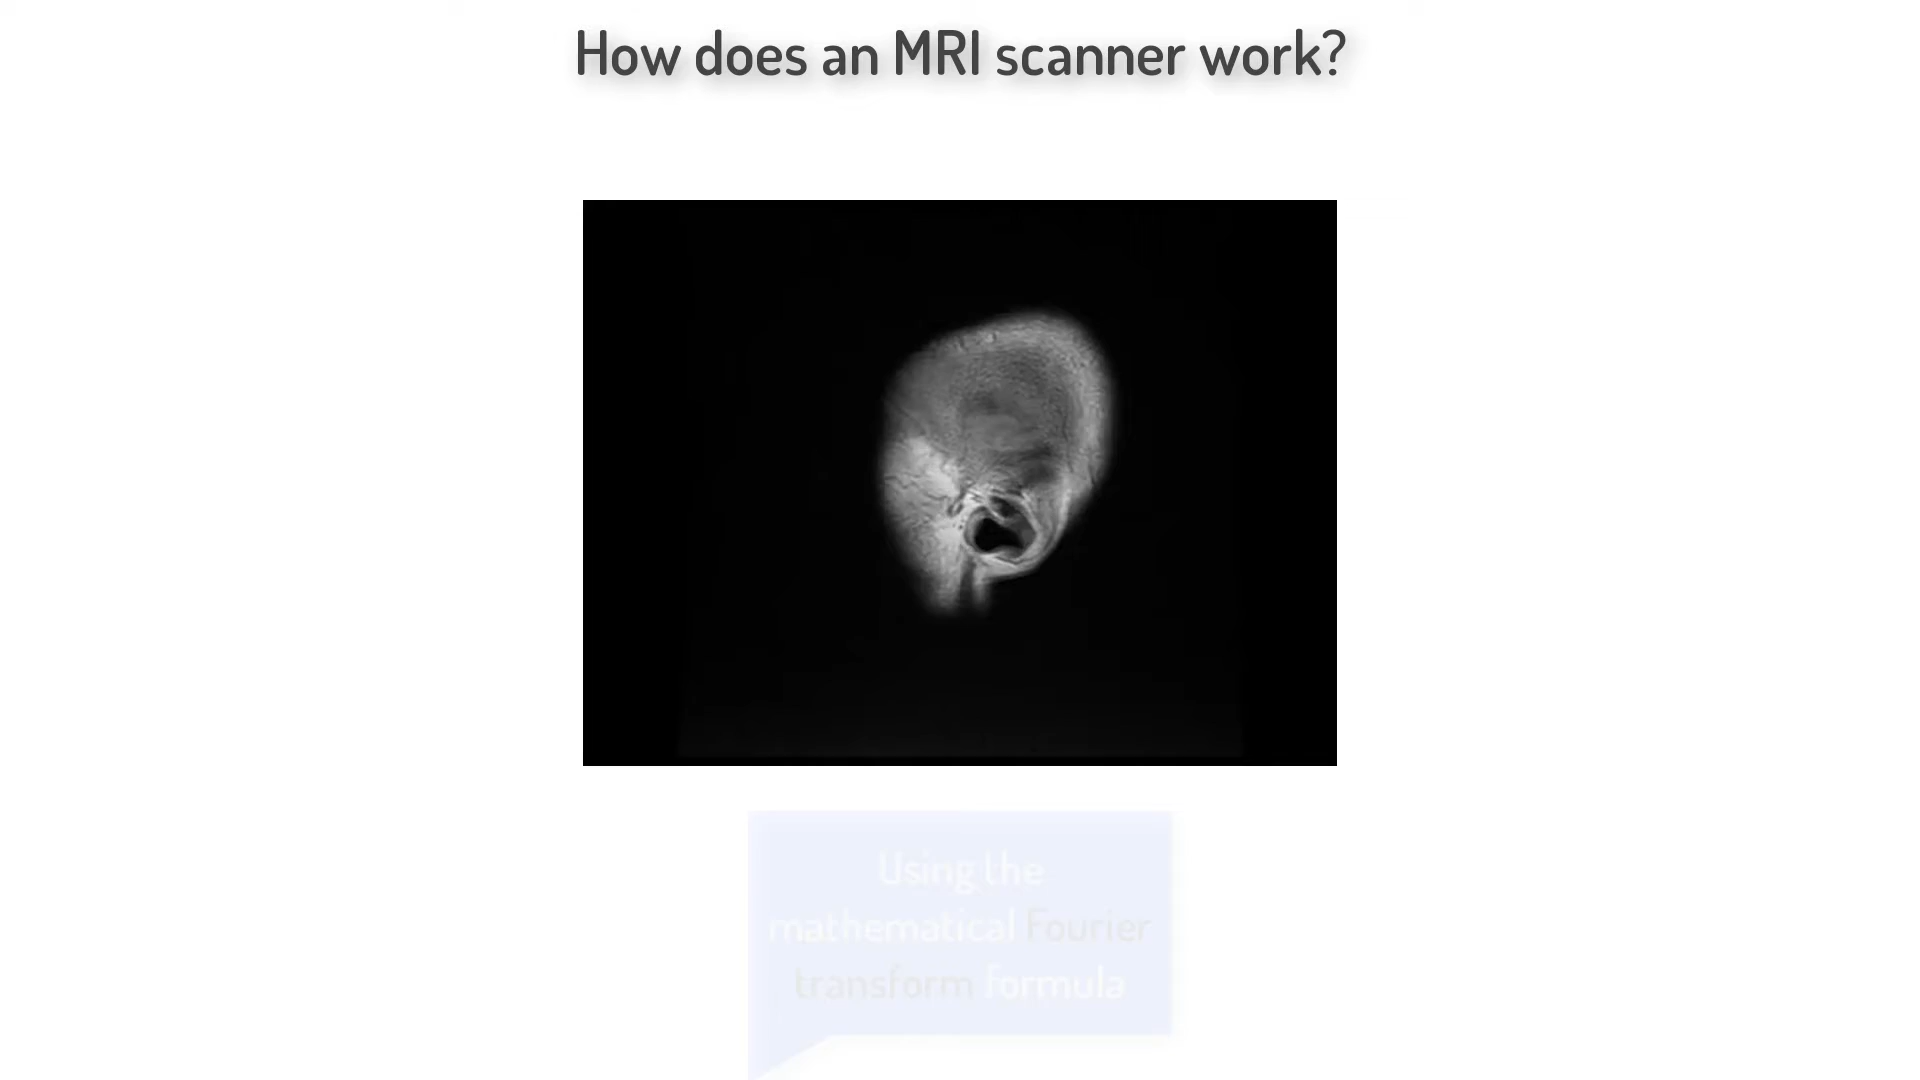 How does an MRI scanner work?
Using the
mathematical Fourier
transform formula